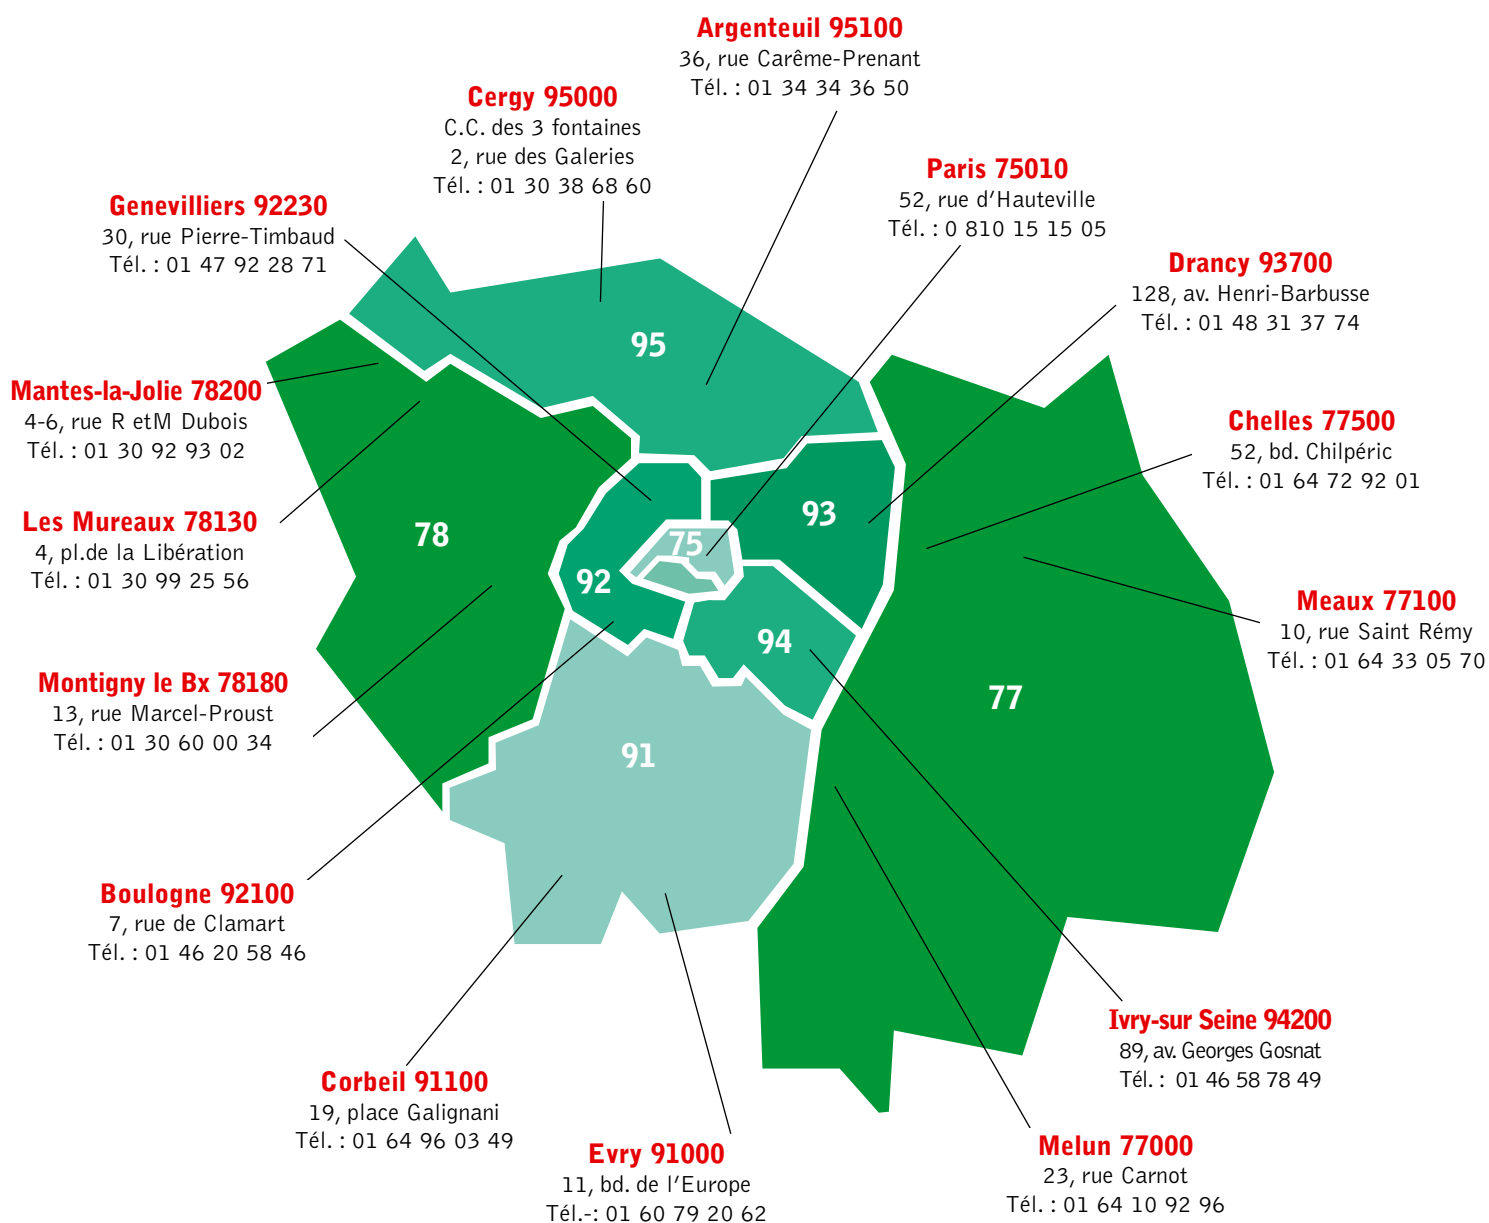 Argenteuil 95100
36, rue Carême-Prenant
Tél. : 01 34 34 36 50
Cergy 95000
C.C. des 3 fontaines
2, rue des Galeries
Tél. : 01 30 38 68 60
Paris 75010
52, rue d'Hauteville
Tél. : 0 810 15 15 05
Genevilliers 92230
30, rue Pierre-Timbaud
Tél. : 01 47 92 28 71
Drancy 93700
128, av. Henri-Barbusse
Tél. : 01 48 31 37 74
95
Mantes-la-Jolie 78200
4-6, rue R etM Dubois
Tél. : 01 30 92 93 02
Chelles 77500
52, bd. Chilpéric
Tél. : 01 64 72 92 01
Les Mureaux 78130
4, pl.de la Libération
Tél. : 01 30 99 25 56
78
93
75
92
94
77
91
Meaux 77100
10, rue Saint Rémy
Tél. : 01 64 33 05 70
Montigny le Bx 78180
13, rue Marcel-Proust
Tél. : 01 30 60 00 34
Boulogne 92100
7, rue de Clamart
Tél. : 01 46 20 58 46
Ivry-sur Seine 94200
89, av. Georges Gosnat
Tél. : 01 46 58 78 49
Corbeil 91100
19, place Galignani
Tél. : 01 64 96 03 49
Evry 91000
11, bd. de l'Europe
Tél.-: 01 60 79 20 62
Melun 77000
23, rue Carnot
Tél. : 01 64 10 92 96